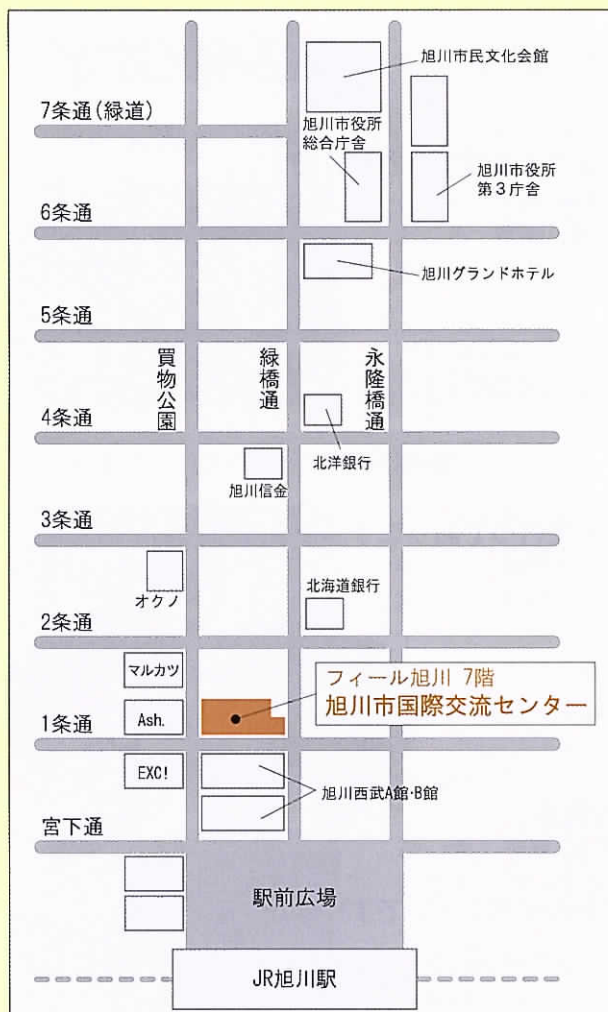 旭川市民文化会館
7条通(緑道)
旭川市役所
総合庁舎
旭川市役所
第3庁舎
6条通
旭川グランドホテル
5条通
買物公園
緑橋通
永隆橋通
4条通
北洋銀行
旭川信金
3条通
オクノ
北海道銀行
2条通
マルカツ
フィール旭川 7階
旭川市国際交流センター
1条通
Ash.
EXC!
旭川西武A館·B館
宮下通
駅前広場
JR旭川駅